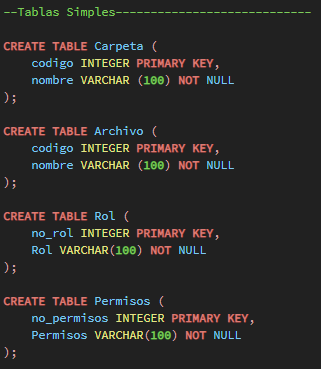 --Tablas Simples---------------------------
CREATE TABLE Carpeta (
    codigo INTEGER PRIMARY KEY,
    nombre VARCHAR (100) NOT NULL
);
CREATE TABLE Archivo (
    codigo INTEGER PRIMARY KEY,
    nombre VARCHAR (100) NOT NULL
);
CREATE TABLE Rol (
    no_rol INTEGER PRIMARY KEY,
    Rol VARCHAR(100) NOT NULL
);
CREATE TABLE Permisos (
    no_permisos INTEGER PRIMARY KEY,
    Permisos VARCHAR(100) NOT NULL
);